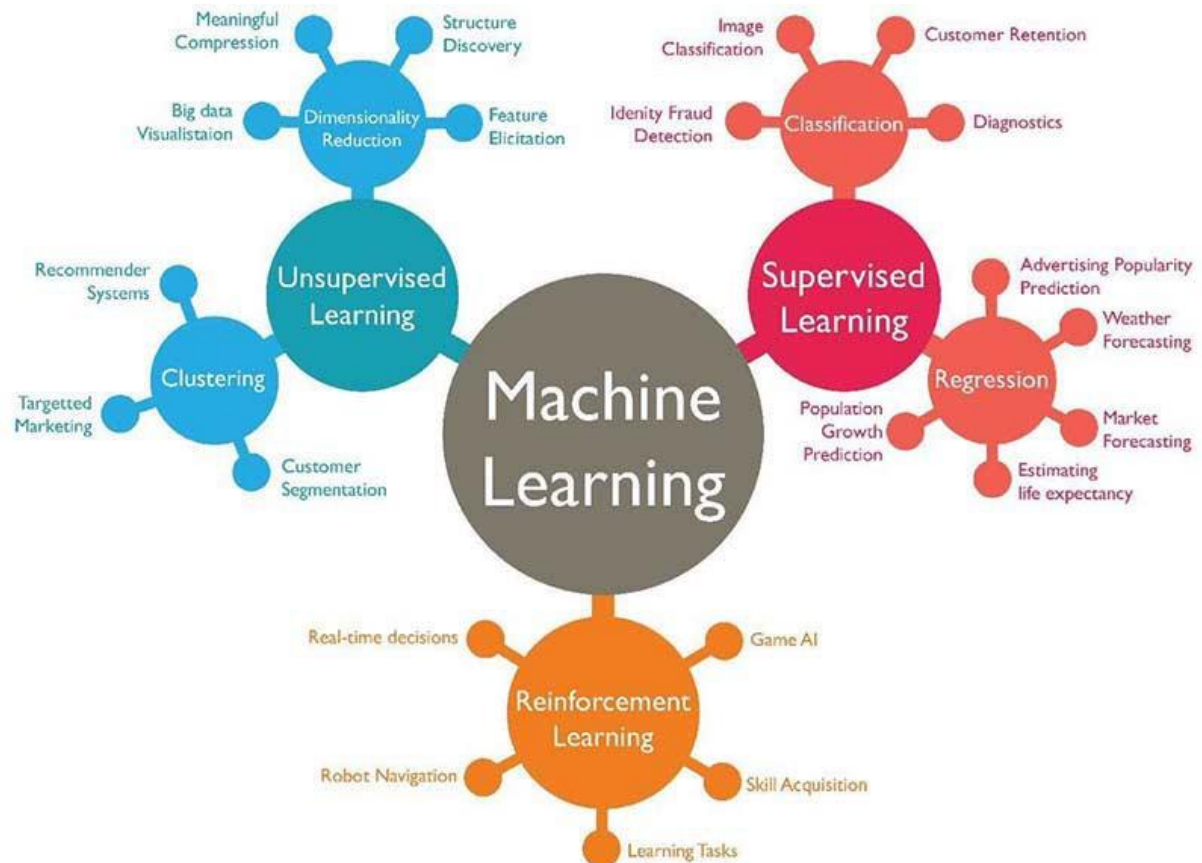 Meaningful
Compression
Structure
Discovery
Big data
Visualistaion
Dimensionality
Reduction
Feature
Elicitation
Image
Classification
Customer Retention
Idenity Fraud
Detection
Classification
Diagnostics
Recommender
Systems
Unsupervised
Learning
Clustering
Targetted
Marketing
Customer
Segmentation
Machine
Learning
Supervised
Learning
Advertising Popularity
Prediction
Weather
Forecasting
Regression
Population
Growth
Prediction
Market
Forecasting
Estimating
life expectancy
Real-time decisions
Game AI
Reinforcement
Learning
Robot Navigation
Skill Acquisition
Learning Tasks